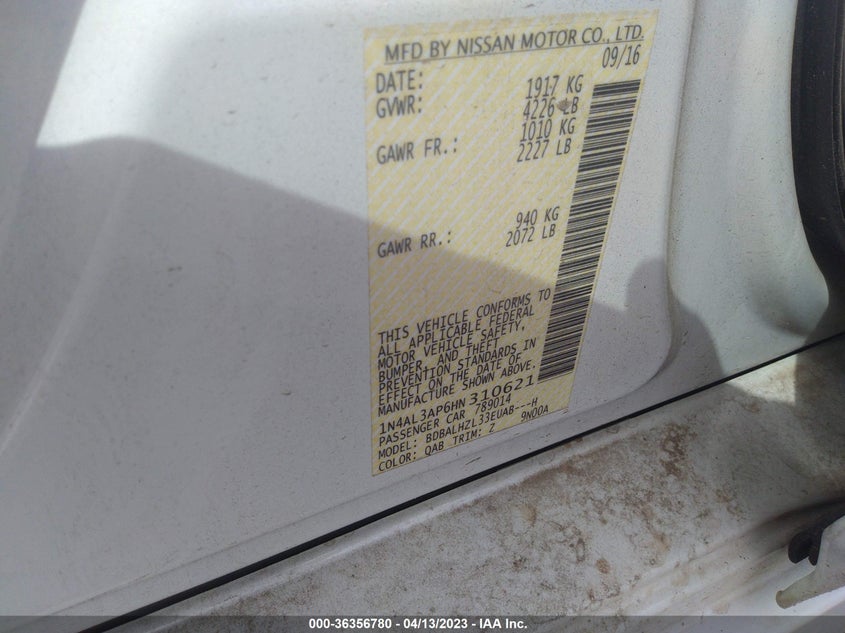 MFD BY NISSAN MOTOR CO., LTD.
DATE: 09/16
GVWR: 1917 KG
4226 LB
GAWR FR.: 1010 KG
2227 LB
GAWR RR.: 940 KG
2072 LB
THIS VEHICLE CONFORMS TO
ALL APPLICABLE FEDERAL
MOTOR VEHICLE SAFETY,
BUMPER, AND THEFT
PREVENTION STANDARDS IN
EFFECT ON THE DATE OF
MANUFACTURE SHOWN ABOVE.
1N4AL3AP6HN310621
PASSENGER CAR 789014
MODEL: BDBALHZL33EUAB---H
COLOR: QAB TRIM: Z 9N00A
000-36356780 - 04/13/2023 - IAA Inc.